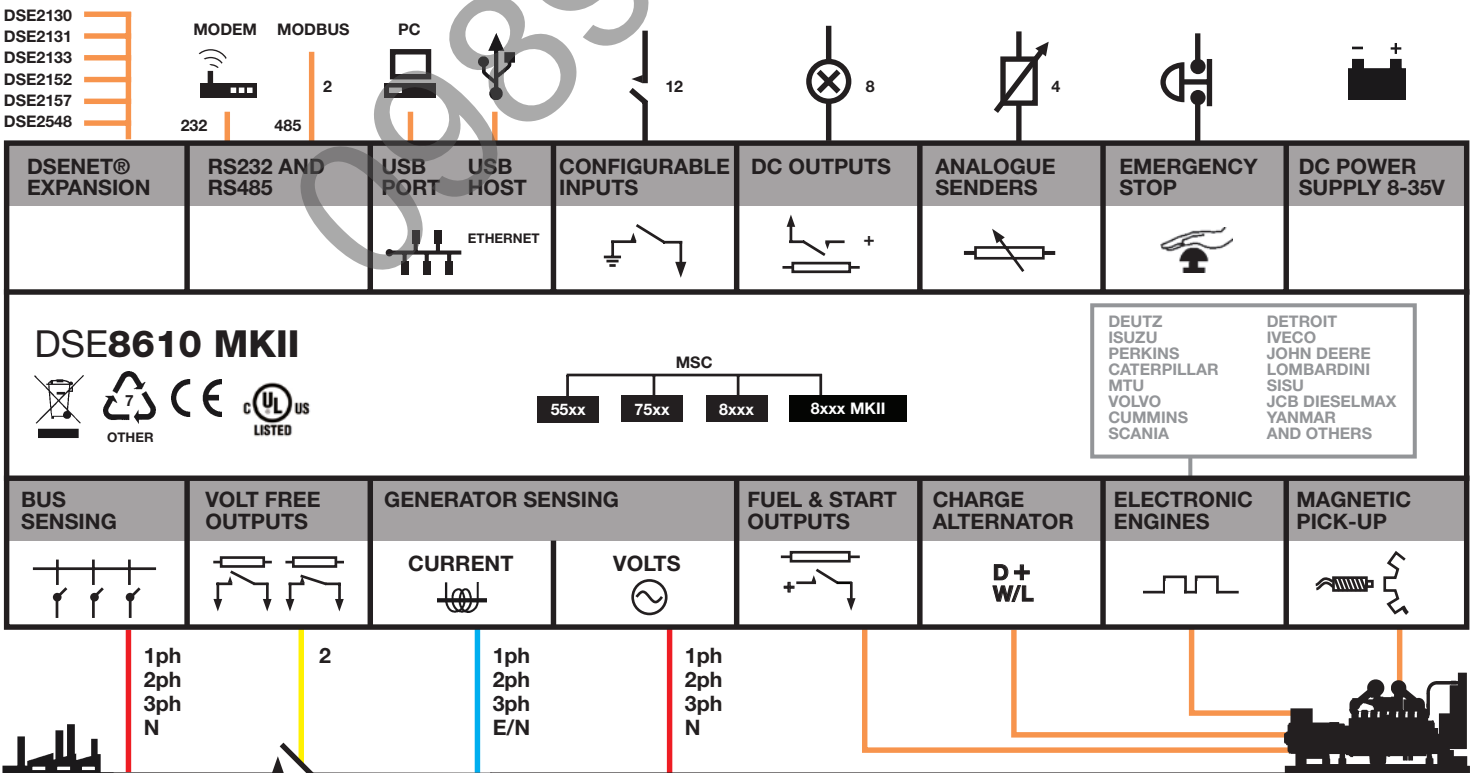 DSE2130
DSE2131
DSE2133
DSE2152
DSE2157
DSE2548
MODEM
MODBUS
PC
2
12
8
4
- +
232
485
DSENET® EXPANSION
RS232 AND RS485
USB PORT
USB HOST
CONFIGURABLE INPUTS
DC OUTPUTS
ANALOGUE SENDERS
EMERGENCY STOP
DC POWER SUPPLY 8-35V
ETHERNET
+
DSE8610 MKII
7
OTHER
CE
C UL US
LISTED
MSC
55xx
75xx
8xxx
8xxx MKII
DEUTZ
ISUZU
PERKINS
CATERPILLAR
MTU
VOLVO
CUMMINS
SCANIA
DETROIT
IVECO
JOHN DEERE
LOMBARDINI
SISU
JCB DIESELMAX
YANMAR
AND OTHERS
BUS SENSING
VOLT FREE OUTPUTS
GENERATOR SENSING
FUEL & START OUTPUTS
CHARGE ALTERNATOR
ELECTRONIC ENGINES
MAGNETIC PICK-UP
CURRENT
VOLTS
+
D+
W/L
1ph
2ph
3ph
N
2
1ph
2ph
3ph
E/N
1ph
2ph
3ph
N